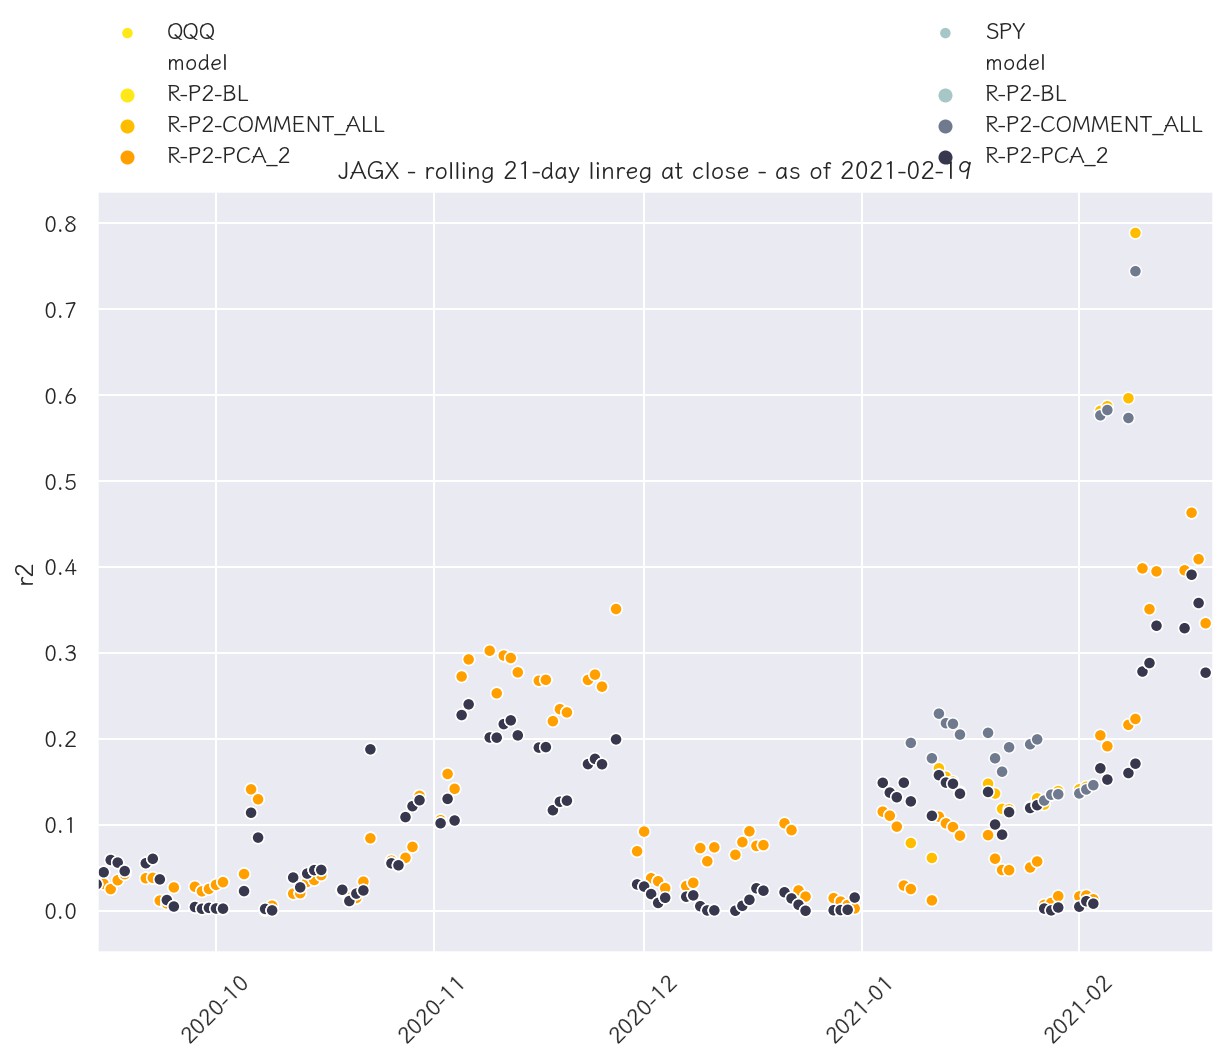 QQQ
model
R-P2-BL
R-P2-COMMENT_ALL
R-P2-PCA_2
SPY
model
R-P2-BL
R-P2-COMMENT_ALL
R-P2-PCA_2
JAGX - rolling 21-day linreg at close - as of 2021-02-19
0.8
0.7
0.6
0.5
0.4
0.3
0.2
0.1
0.0
r2
2020-10
2020-11
2020-12
2021-01
2021-02